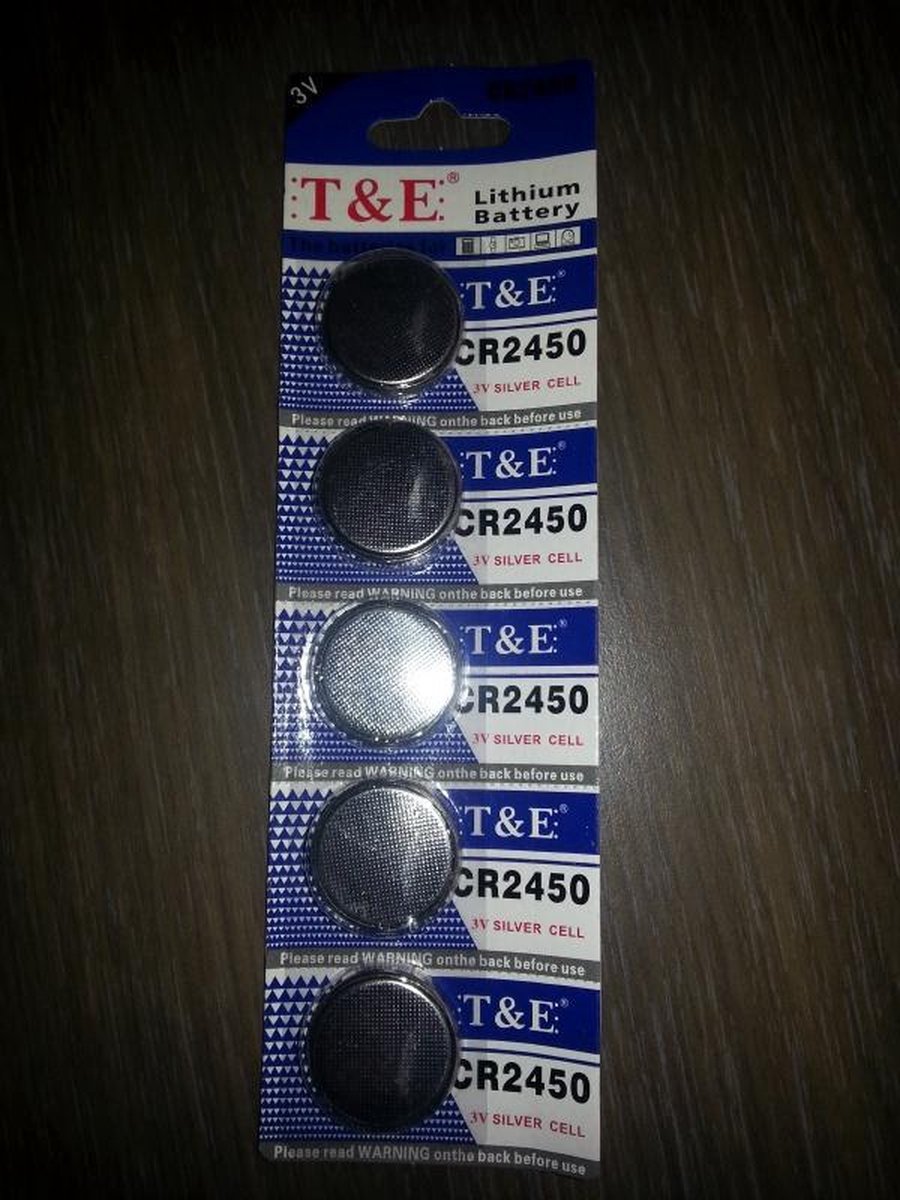 3V
T&E®
Lithium
Battery
The batteries for
T&E®
CR2450
3V SILVER CELL
Please read WARNING onthe back before use
T&E®
CR2450
3V SILVER CELL
Please read WARNING onthe back before use
T&E®
CR2450
3V SILVER CELL
Please read WARNING onthe back before use
T&E®
CR2450
3V SILVER CELL
Please read WARNING onthe back before use
T&E®
CR2450
3V SILVER CELL
Please read WARNING onthe back before use